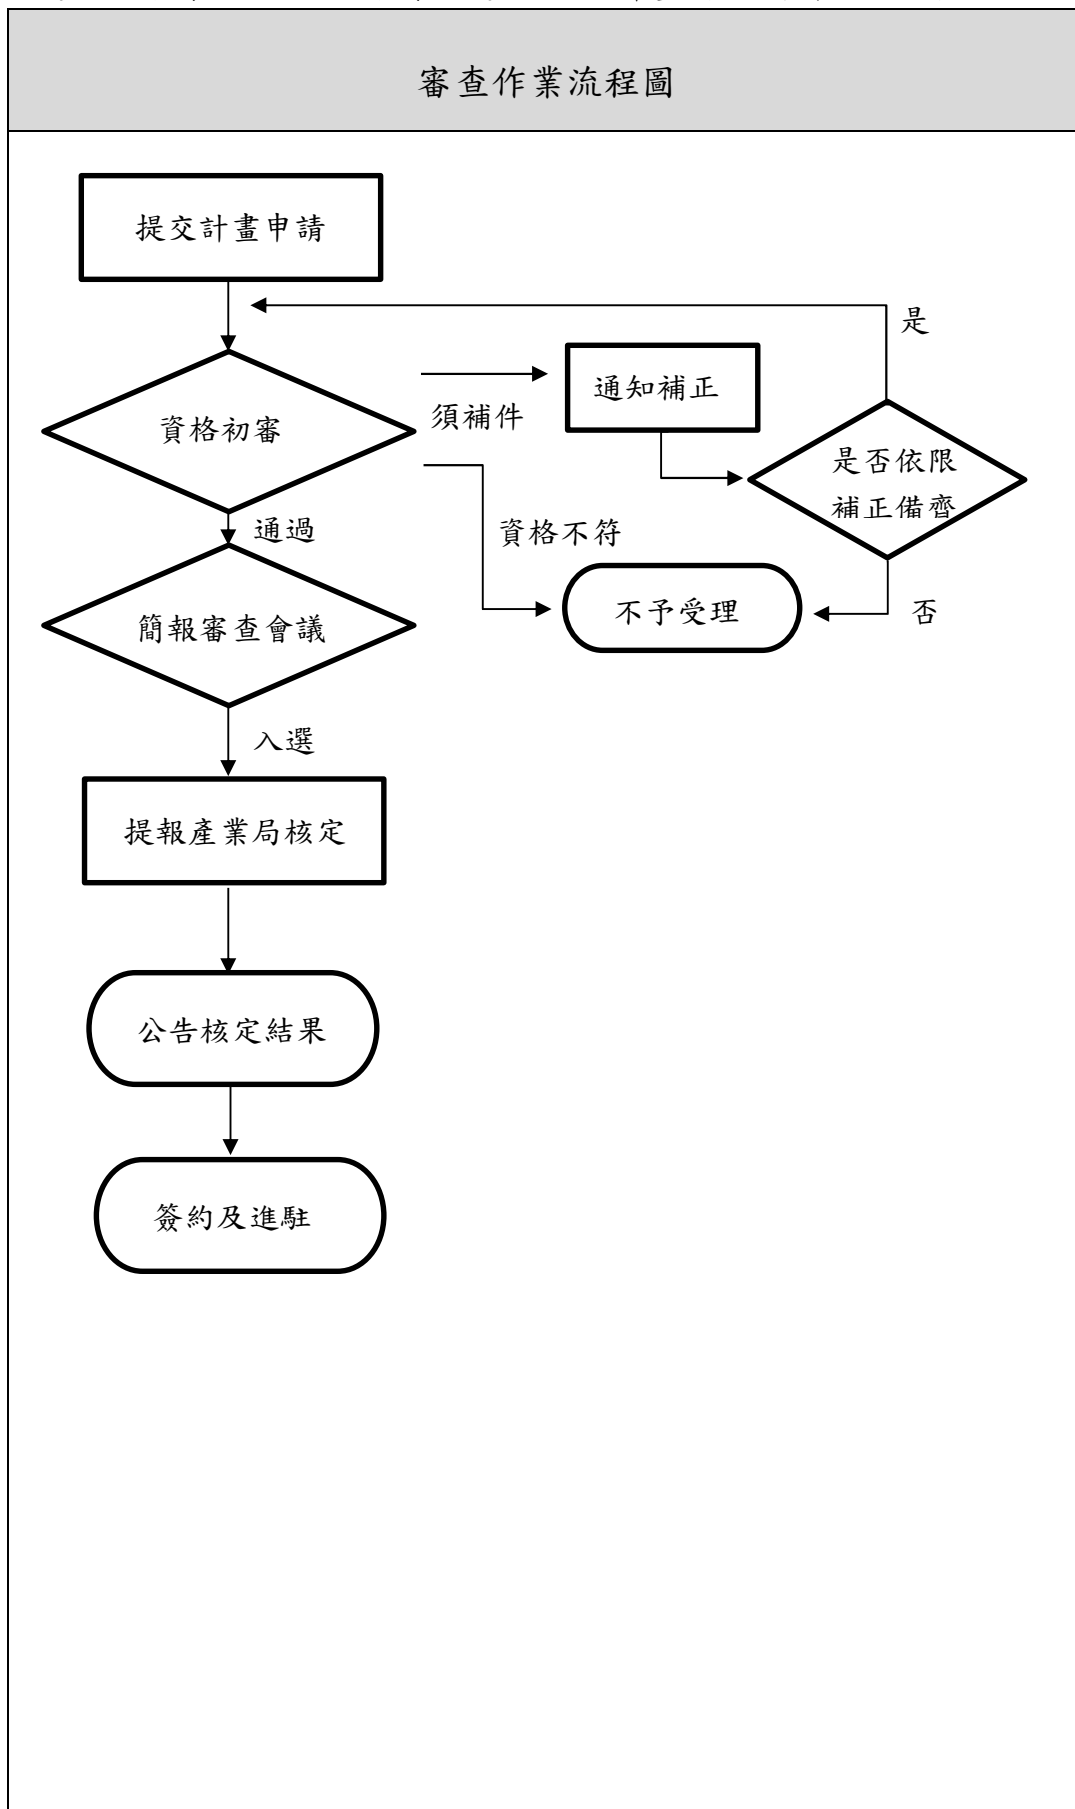 審查作業流程圖
提交計畫申請
是
資格初審
須補件
通知補正
是否依限
補正備齊
通過
資格不符
簡報審查會議
不予受理
否
入選
提報產業局核定
公告核定結果
簽約及進駐